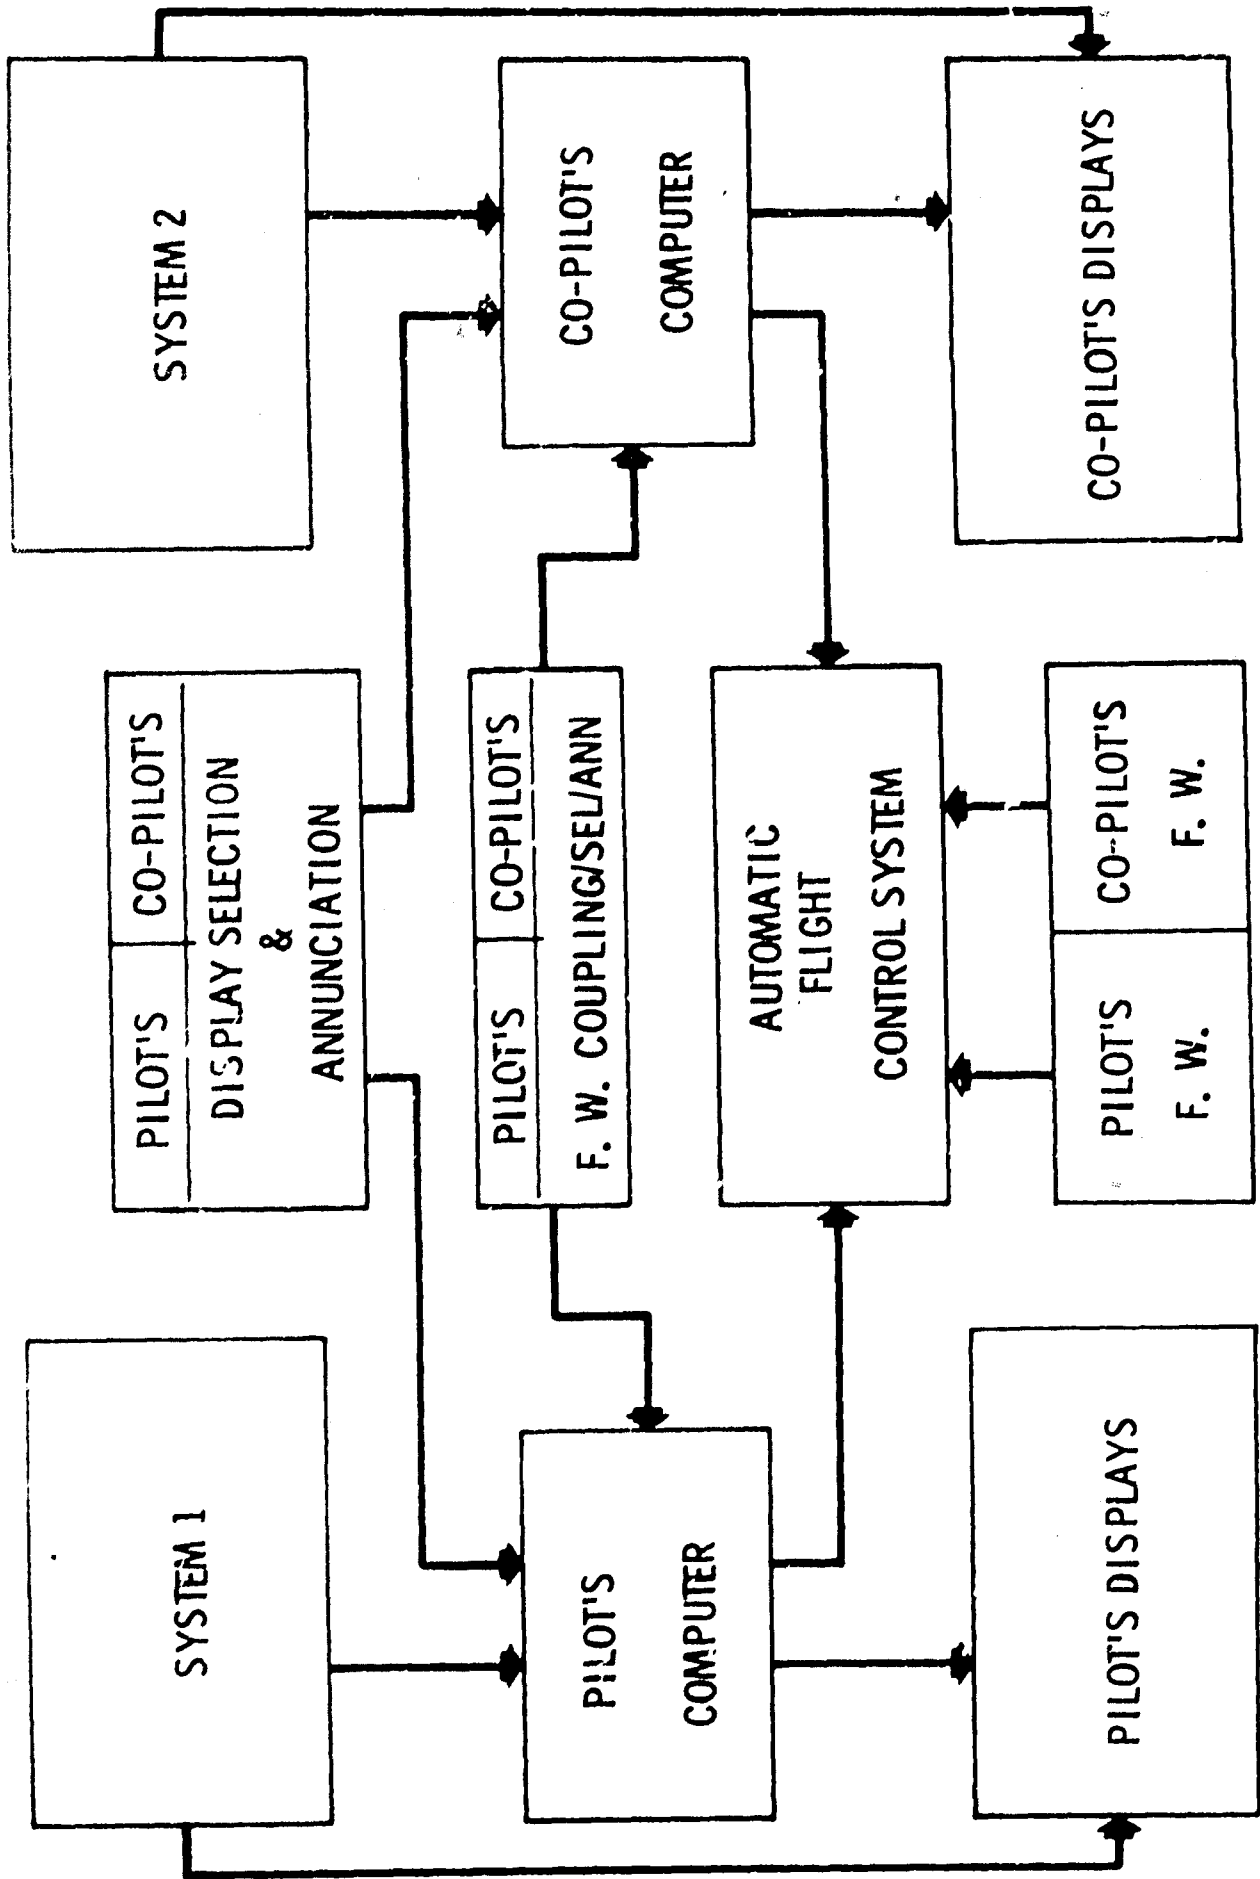 SYSTEM 1
PILOT'S
CO-PILOT'S
DISPLAY SELECTION
&
ANNUNCIATION
SYSTEM 2
PILOT'S
COMPUTER
PILOT'S
CO-PILOT'S
F. W. COUPLING/SEL/ANN
CO-PILOT'S
COMPUTER
AUTOMATIC
FLIGHT
CONTROL SYSTEM
PILOT'S DISPLAYS
PILOT'S
F. W.
CO-PILOT'S
F. W.
CO-PILOT'S DISPLAYS